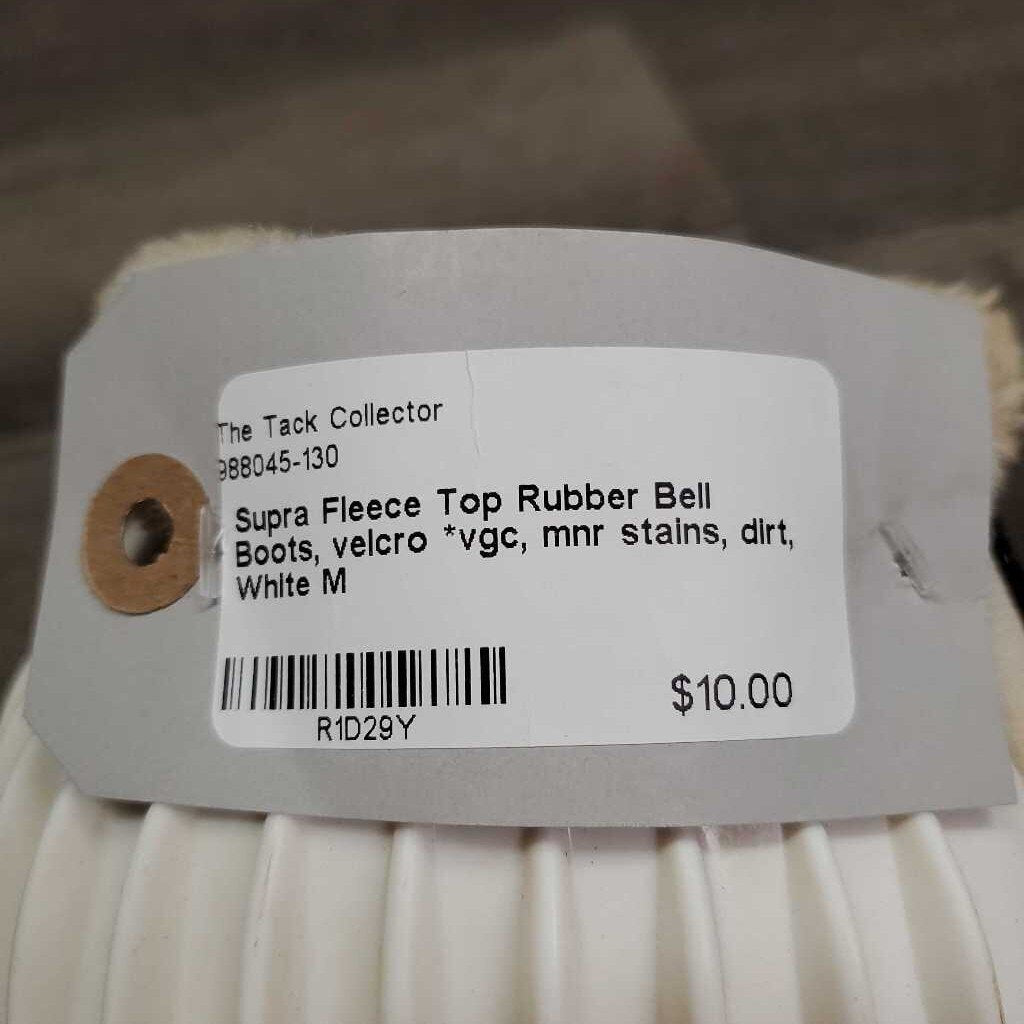 The Tack Collector
988045-130
Supra Fleece Top Rubber Bell
Boots, velcro *vgc, mnr stains, dirt,
White M
R1D29Y
$10.00